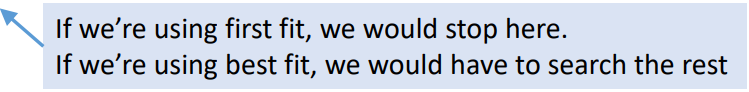 If we’re using first fit, we would stop here.
If we’re using best fit, we would have to search the rest